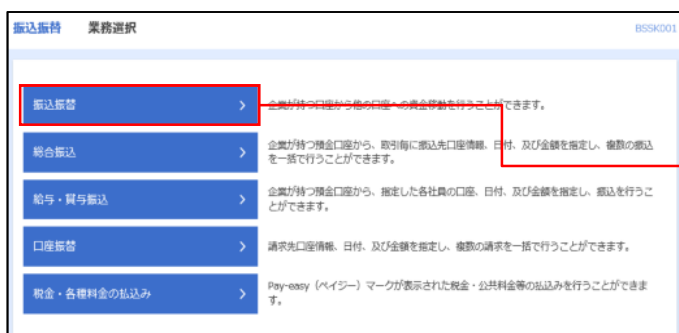 振込振替 業務選択 BSSK001
振込振替 >
企業が持つ口座から他の口座への資金移動を行うことができます。
総合振込 >
企業が持つ預金口座から、取引毎に振込先口座情報、日付、及び金額を指定し、複数の振込
を一括で行うことができます。
給与・賞与振込 >
企業が持つ預金口座から、指定した各社員の口座、日付、及び金額を指定し、振込を行うこ
とができます。
口座振替 >
請求先口座情報、日付、及び金額を指定し、複数の請求を一括で行うことができます。
税金・各種料金の払込み >
Pay-easy（ペイジー）マークが表示された税金・公共料金等の払込みを行うことができま
す。